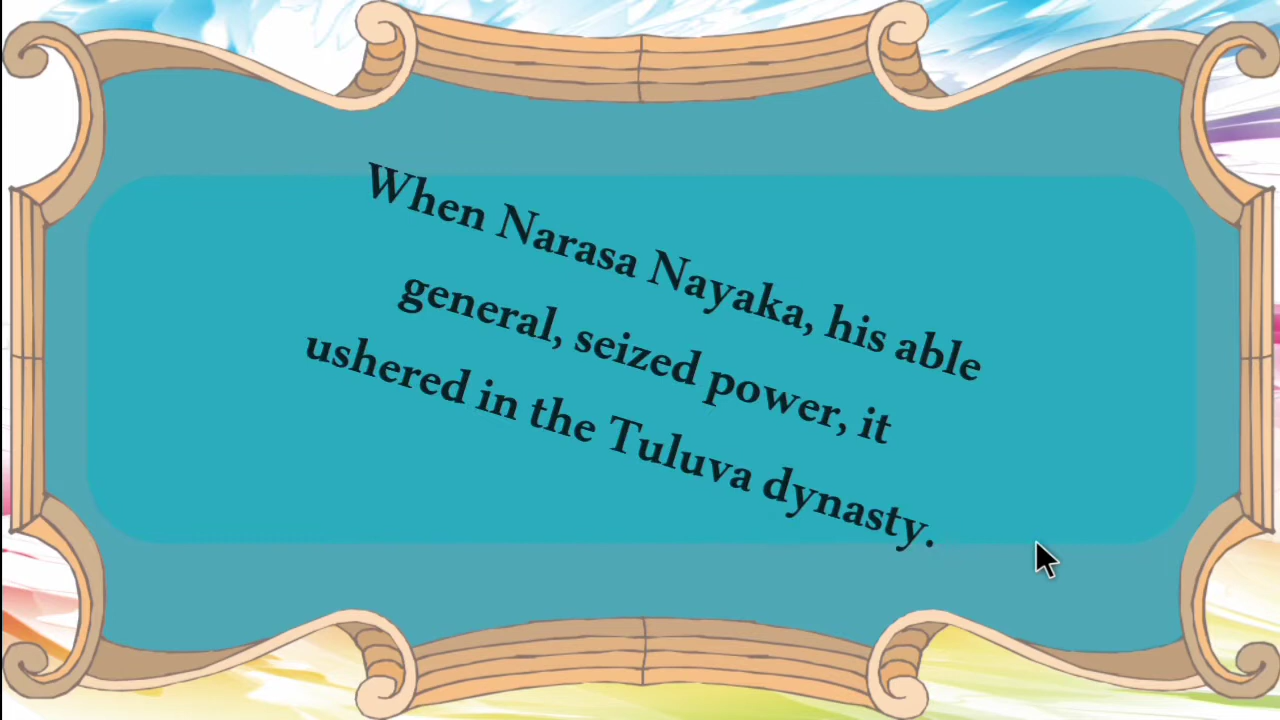 When Narasa Nayaka, his able
general, seized power, it
ushered in the Tuluva dynasty.